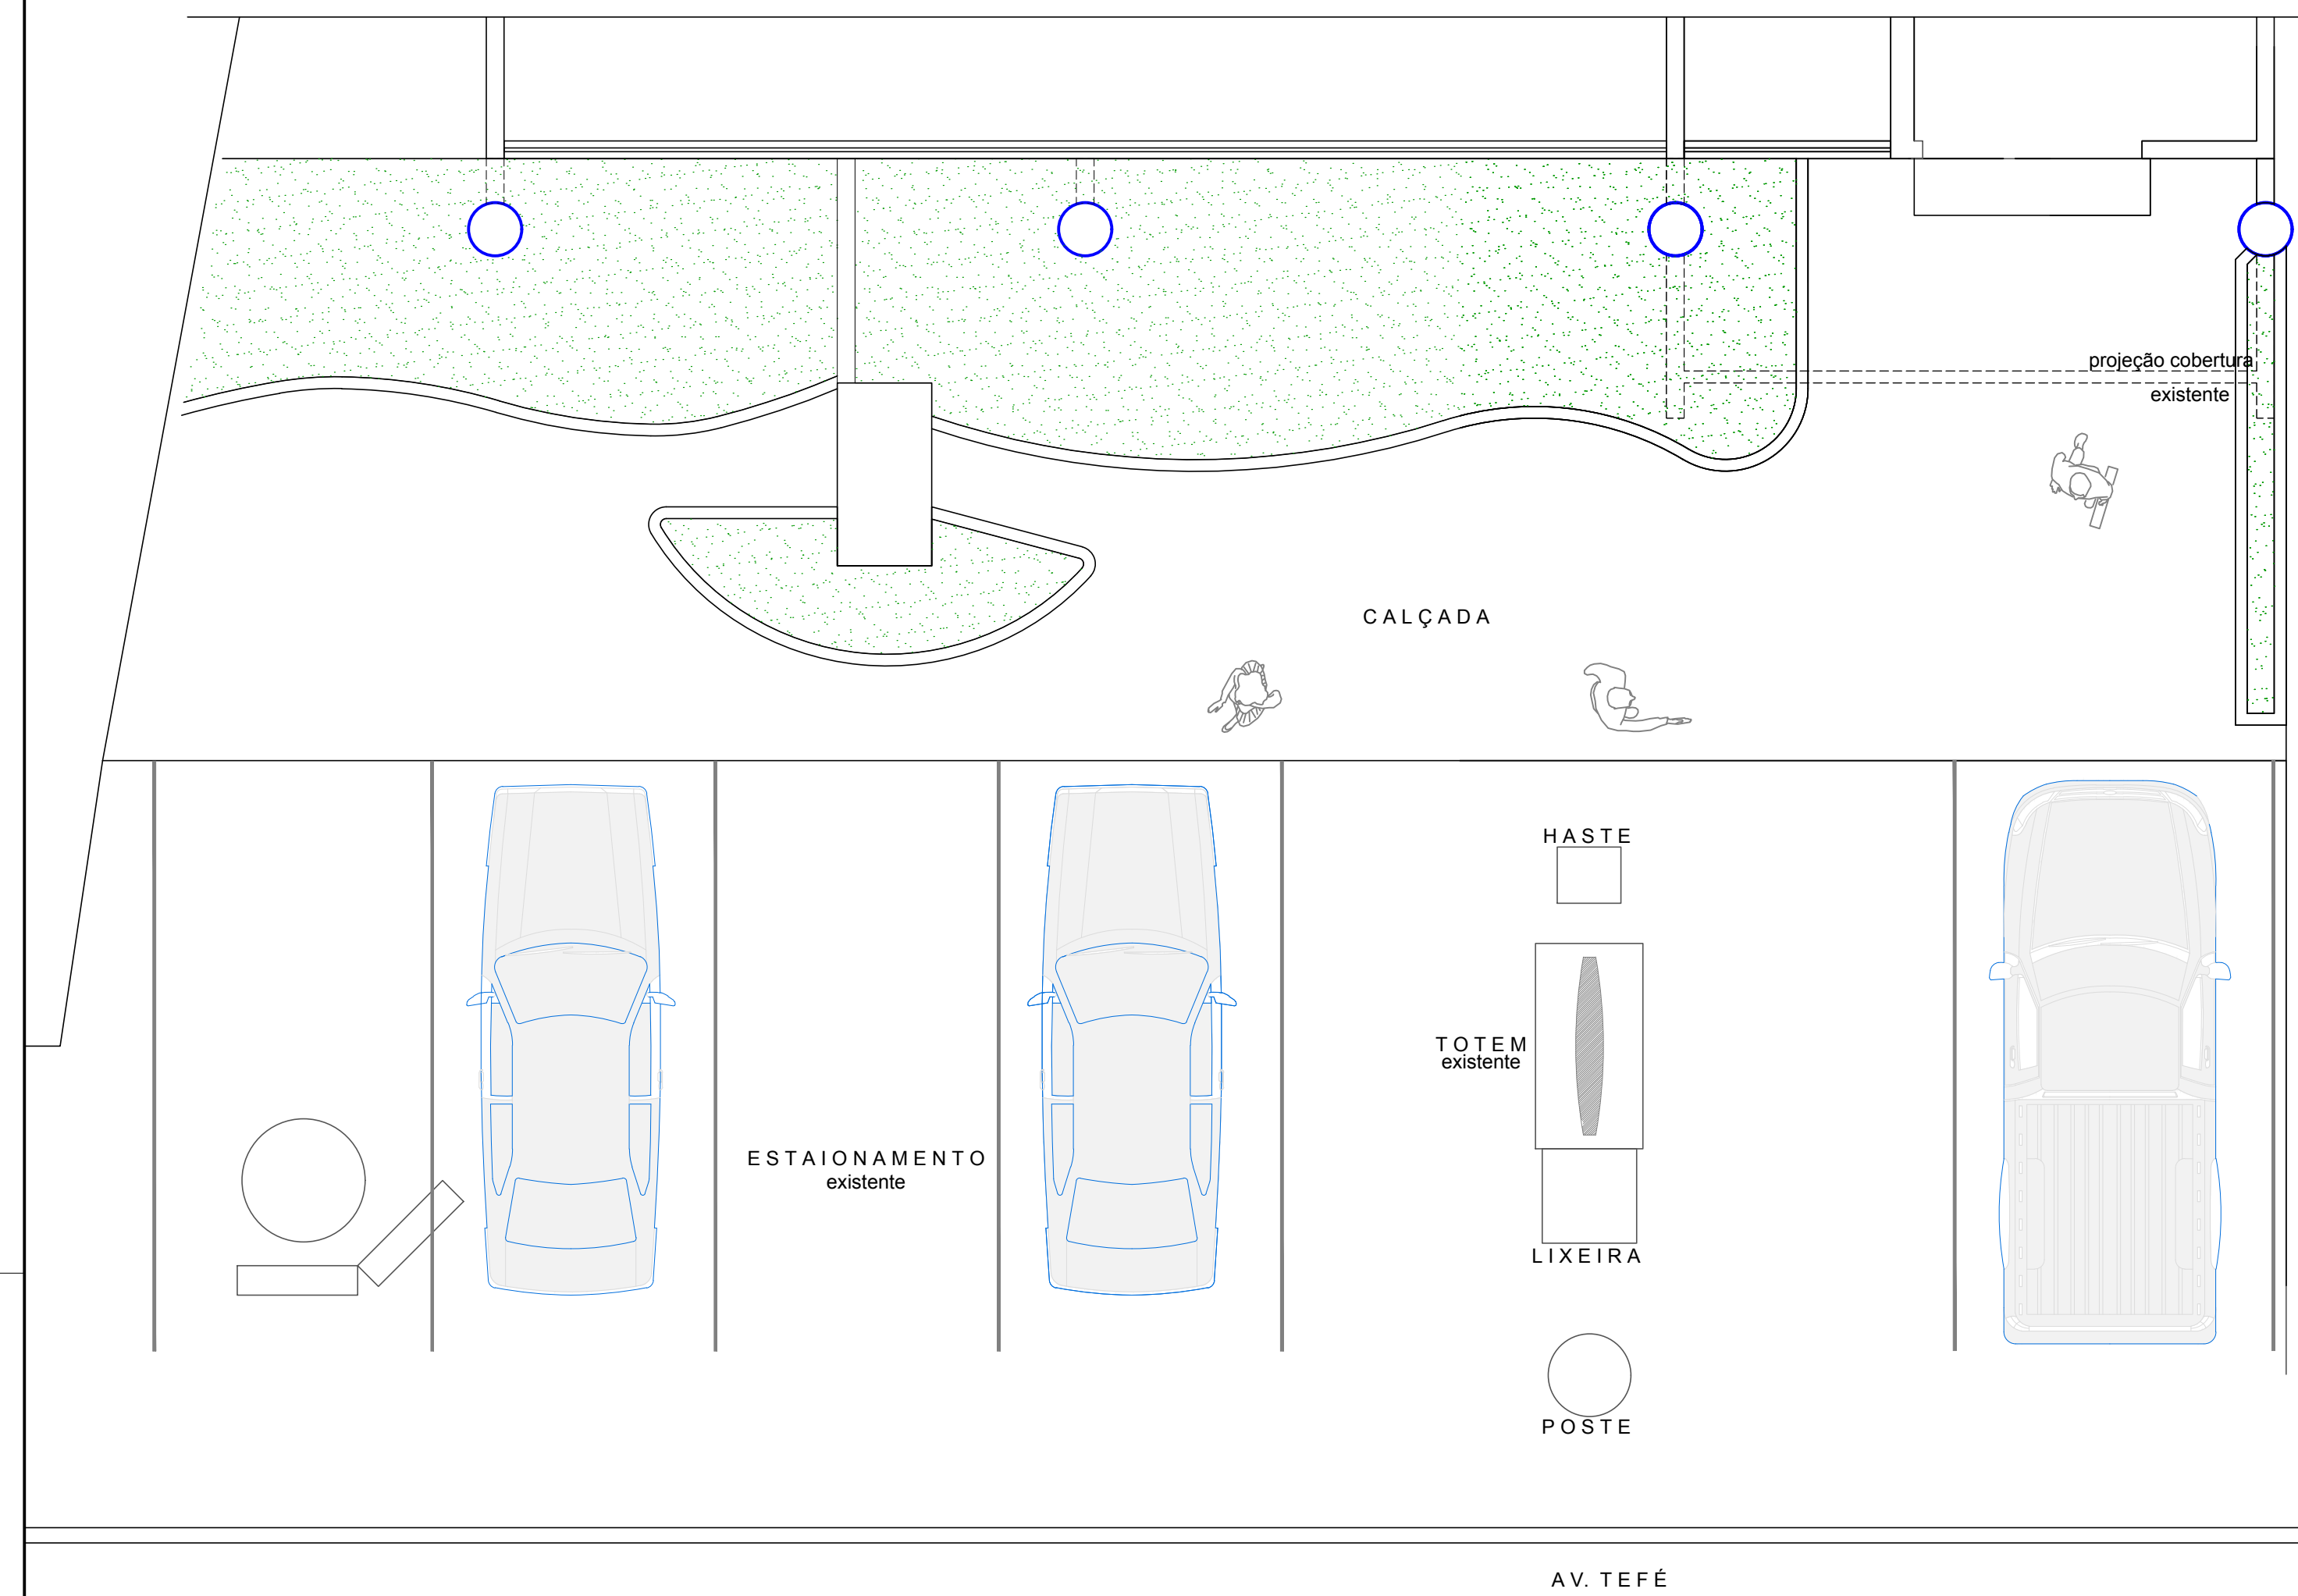 projeção cobertura
existente
CALÇADA
HASTE
TOTEM
existente
ESTAIONAMENTO
existente
LIXEIRA
POSTE
AV. TEFÉ